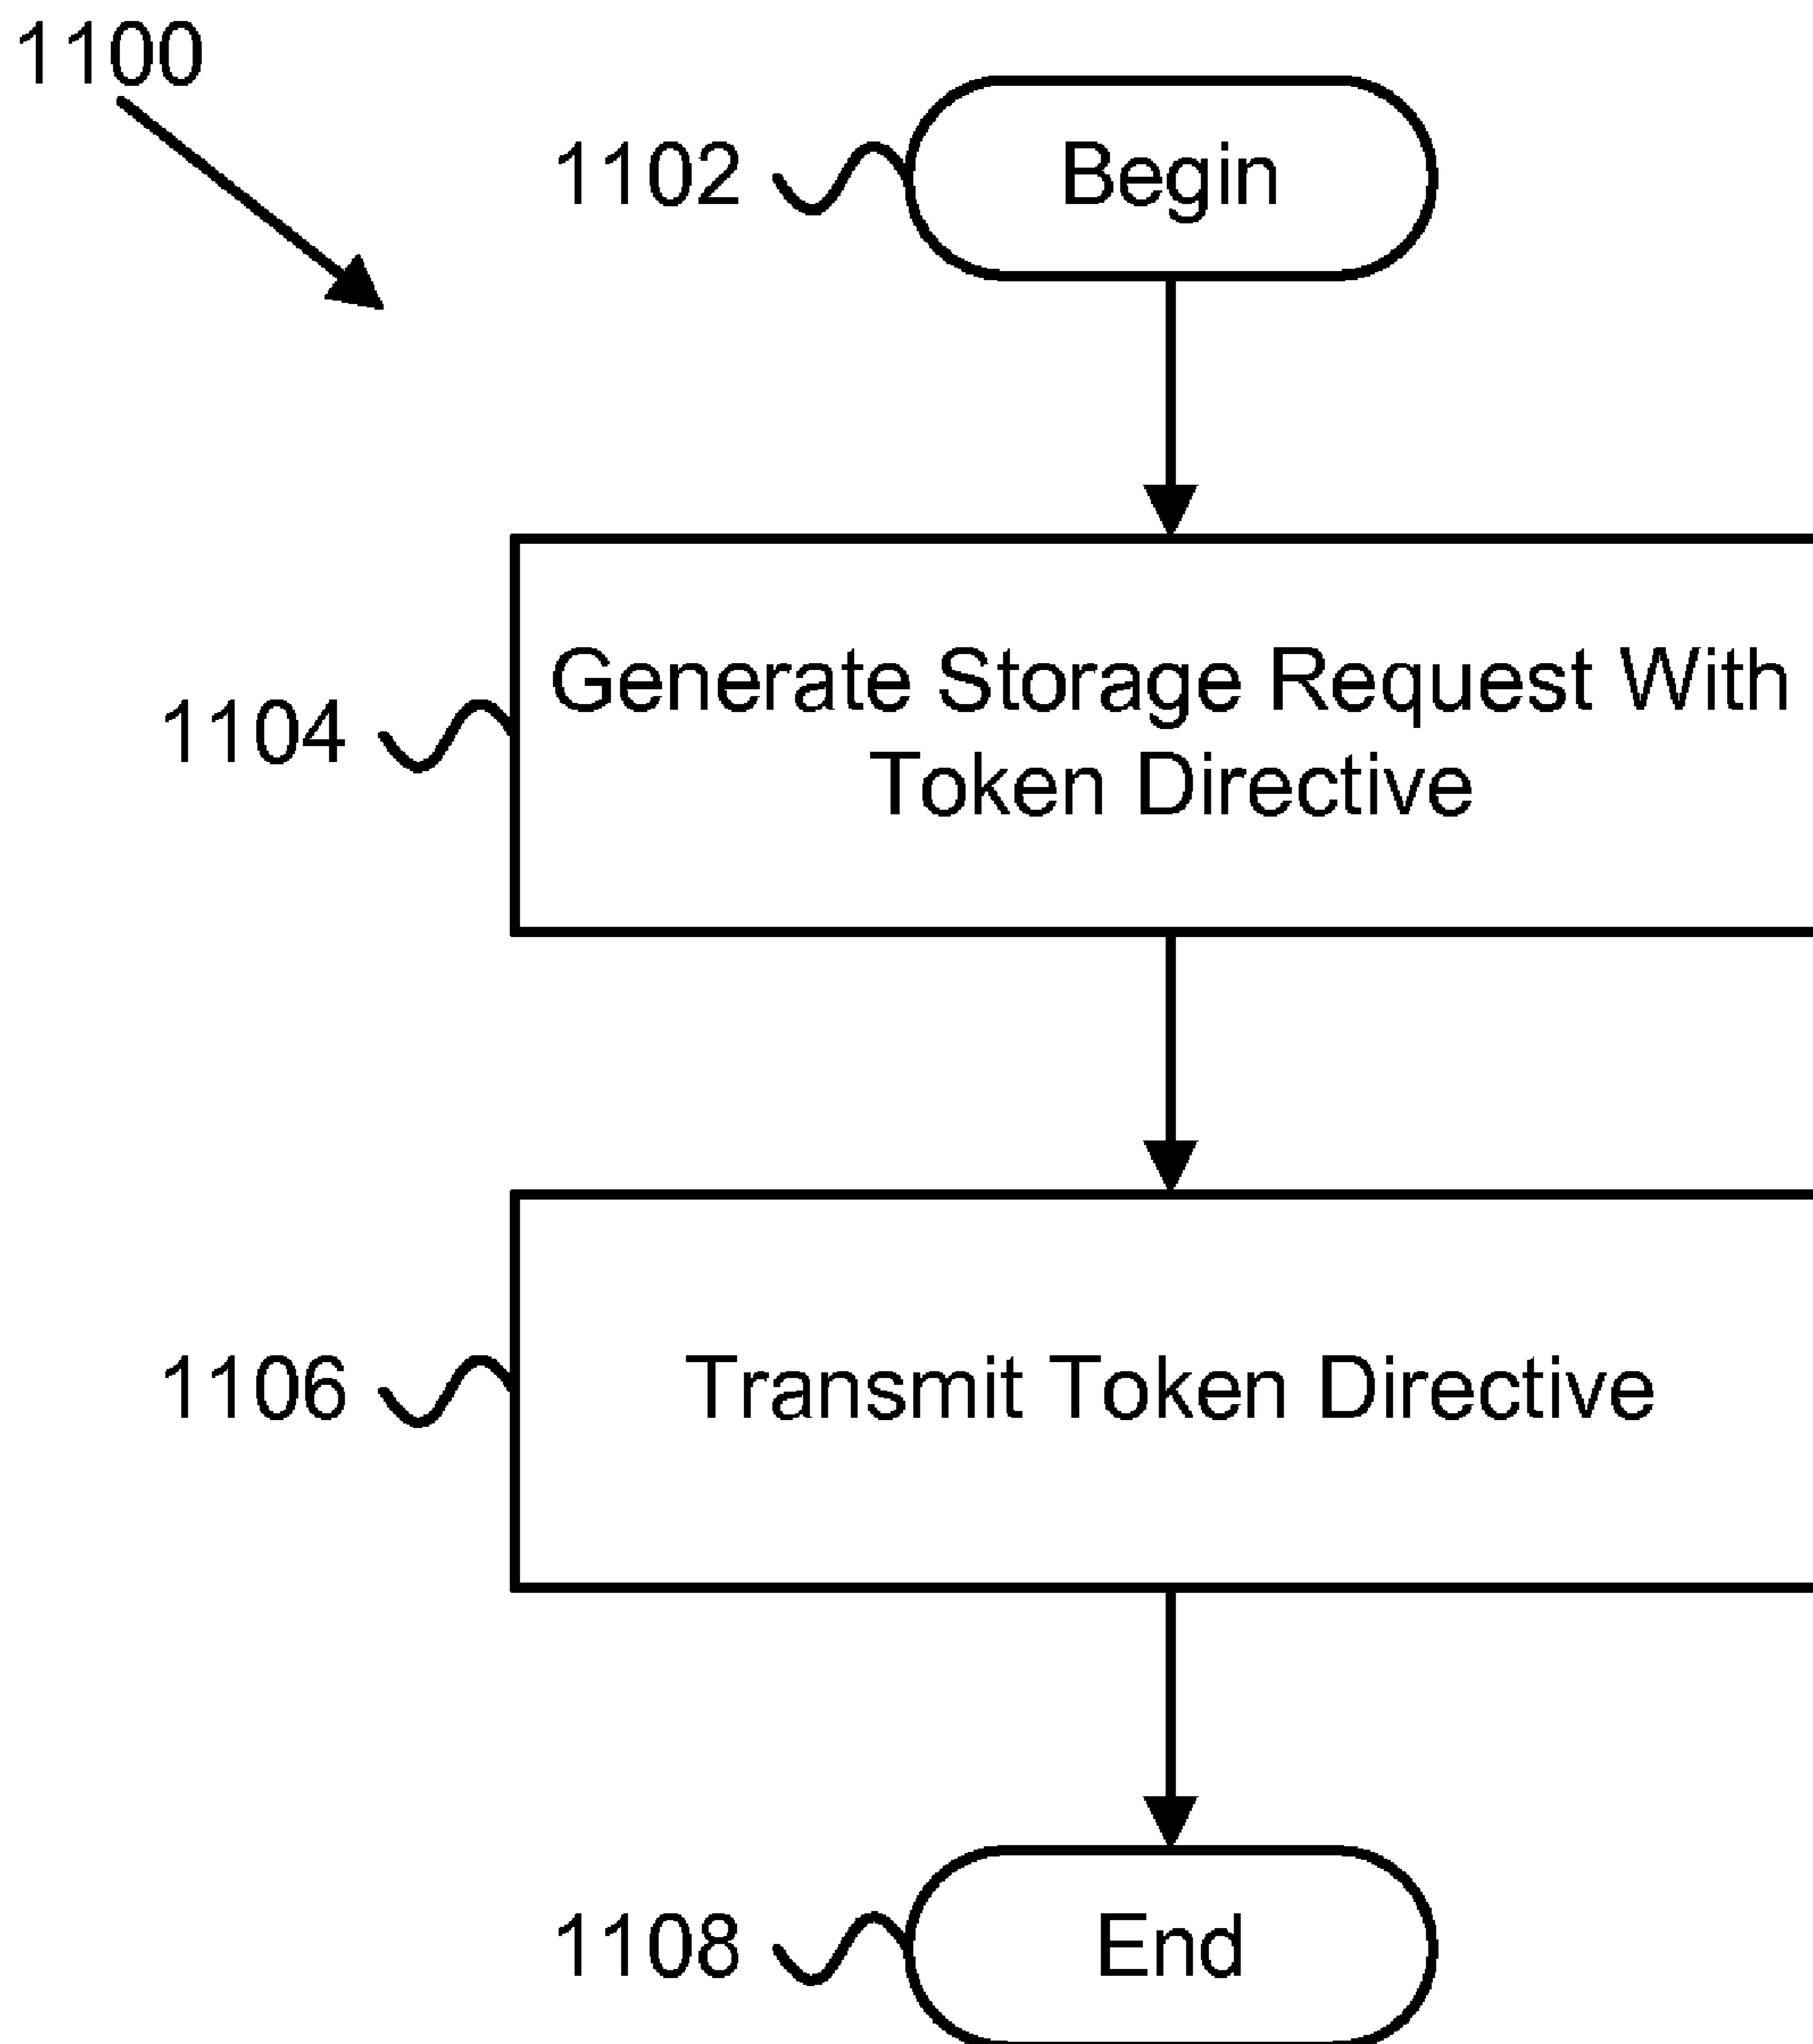 1100
1102
Begin
1104
Generate Storage Request With
Token Directive
1106
Transmit Token Directive
1108
End